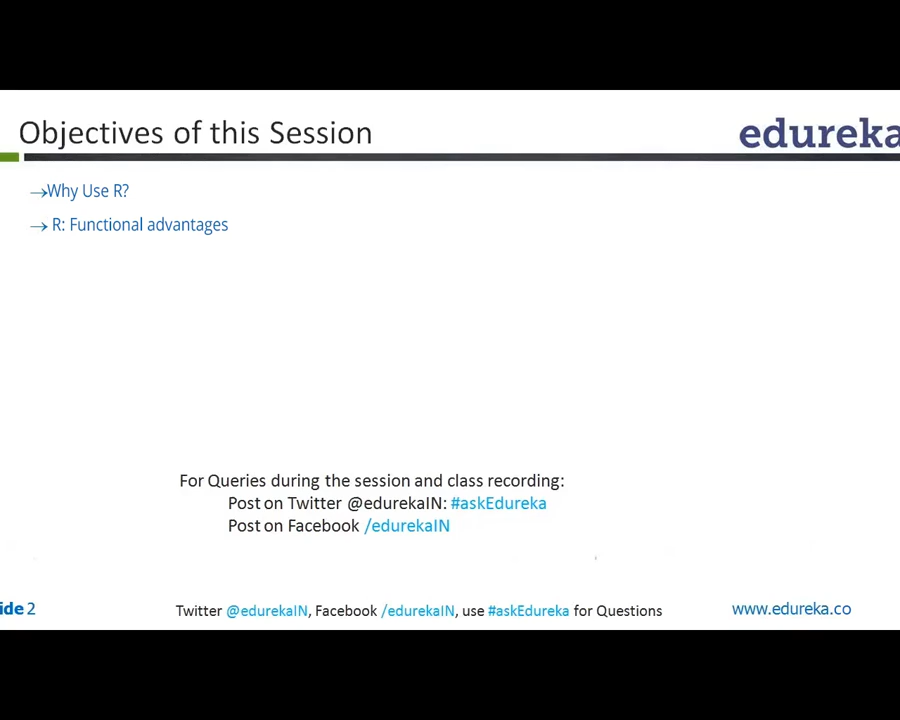 Objectives of this Session
edureka
→Why Use R?
→ R: Functional advantages
For Queries during the session and class recording:
Post on Twitter @edurekaIN: #askEdureka
Post on Facebook /edurekaIN
ide 2
Twitter @edurekaIN, Facebook /edurekaIN, use #askEdureka for Questions
www.edureka.co